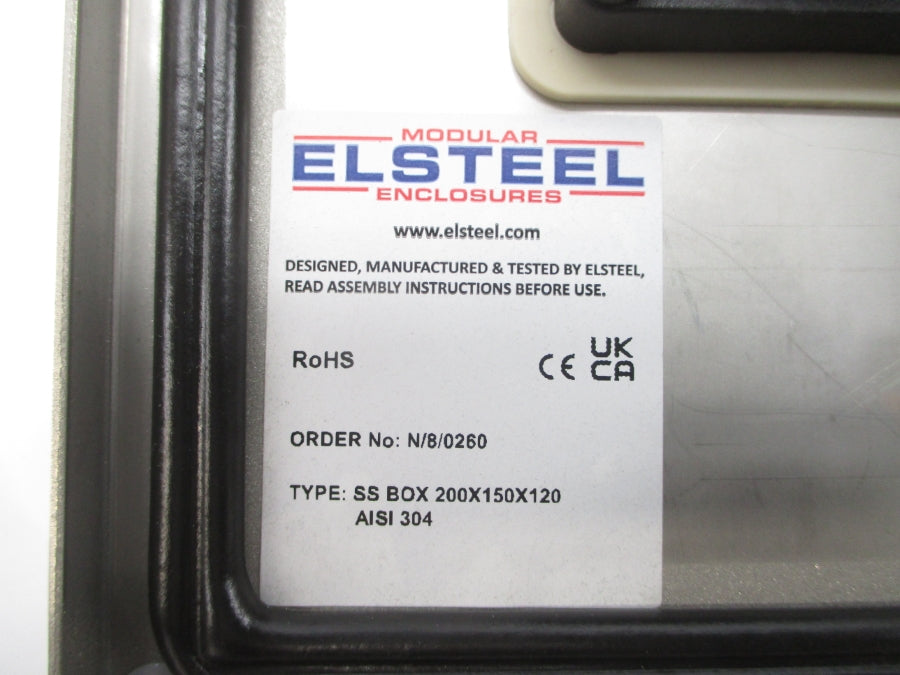 MODULAR
ELSTEEL
ENCLOSURES
www.elsteel.com
DESIGNED, MANUFACTURED & TESTED BY ELSTEEL,
READ ASSEMBLY INSTRUCTIONS BEFORE USE.
RoHS CE UK
CA
ORDER No: N/8/0260
TYPE: SS BOX 200X150X120
AISI 304